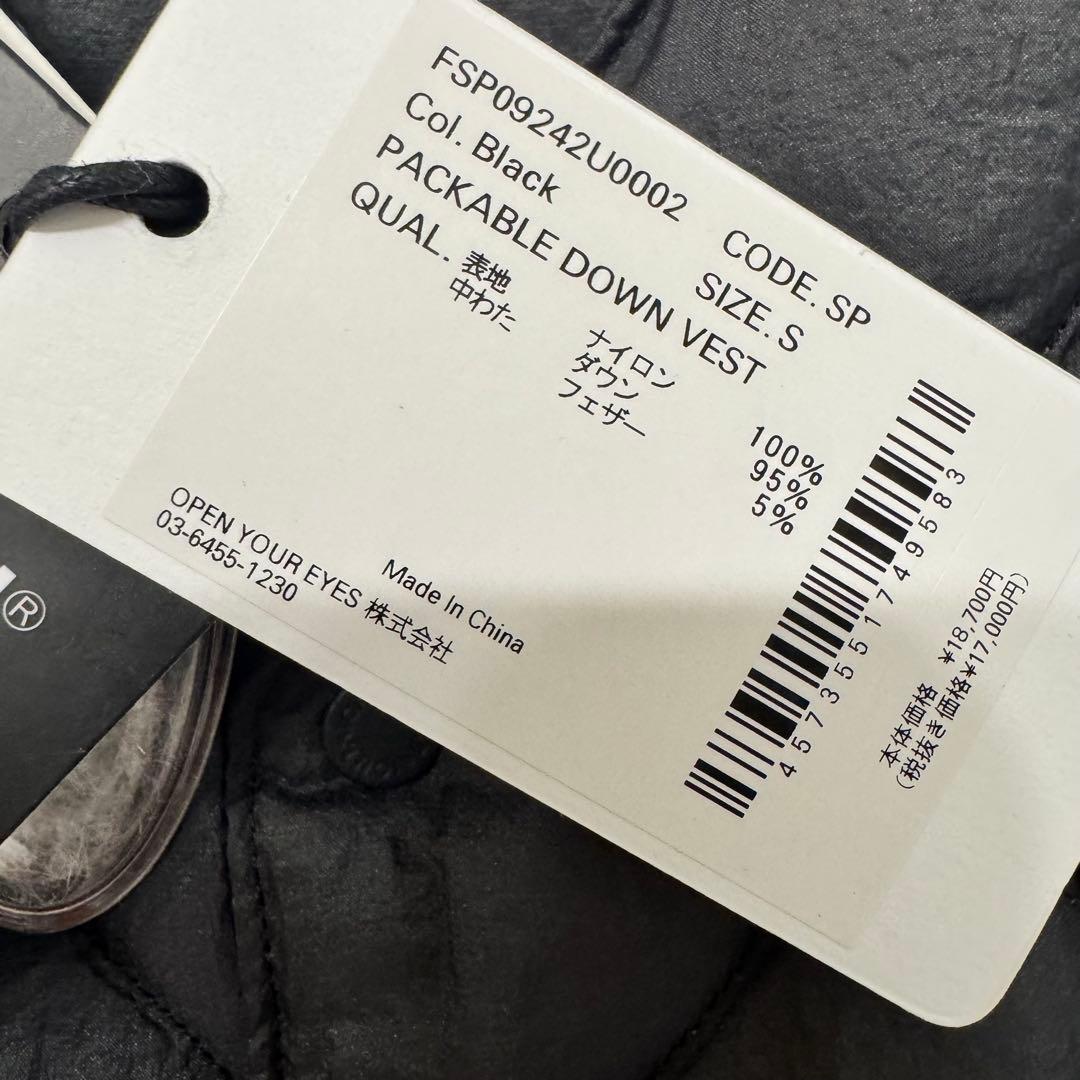 FSP09242U0002 CODE. SP
Col. Black SIZE. S
PACKABLE DOWN VEST
QUAL. 表地 ナイロン 100%
中わた ダウン 95%
フェザー 5%
Made In China
OPEN YOUR EYES 株式会社
03-6455-1230
4573551749583
本体価格 ¥18,700円
(税抜き価格¥17,000円)
®